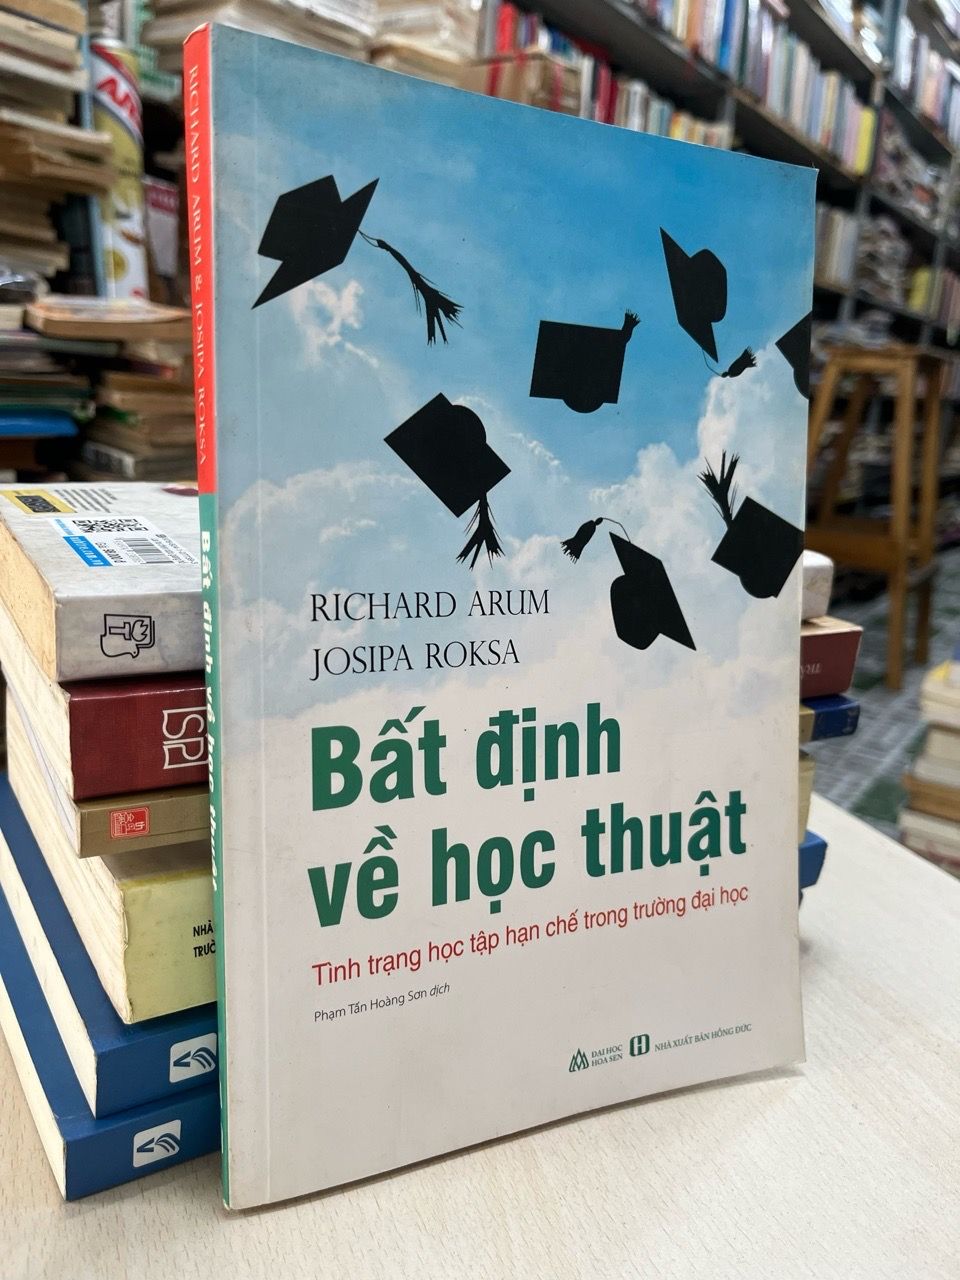 RICHARD ARUM & JOSIPA ROKSA
Bất định về học thuật
RICHARD ARUM
JOSIPA ROKSA
Bất định
về học thuật
Tình trạng học tập hạn chế trong trường đại học
Phạm Tấn Hoàng Sơn dịch
ĐẠI HỌC
HOA SEN
NHÀ XUẤT BẢN HỒNG ĐỨC
NHÀ
TRƯỜ